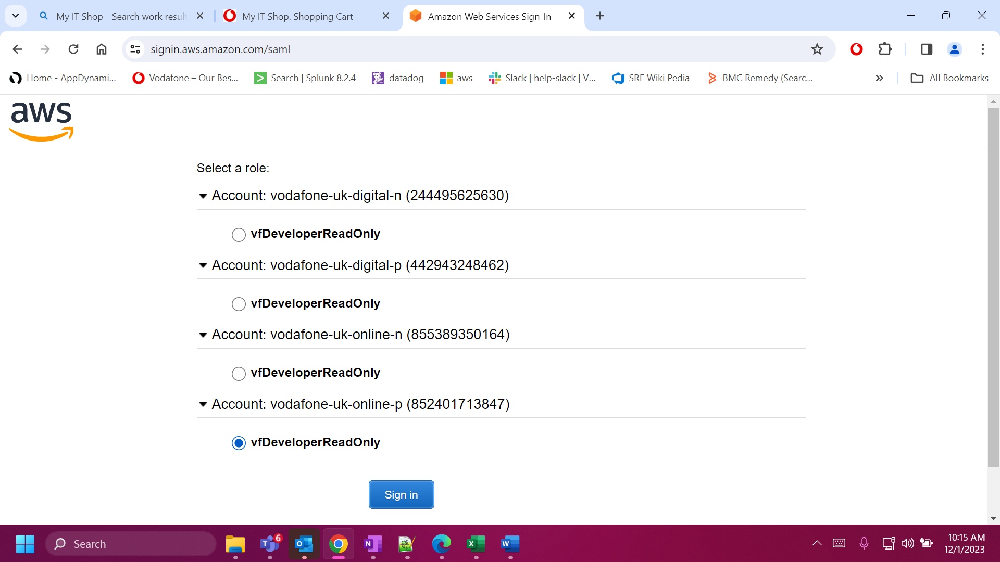 My IT Shop - Search work result
My IT Shop. Shopping Cart
Amazon Web Services Sign-In
signin.aws.amazon.com/saml
Home - AppDynami...
Vodafone – Our Bes...
Search | Splunk 8.2.4
datadog
aws
Slack | help-slack | V...
SRE Wiki Pedia
BMC Remedy (Searc...
All Bookmarks
aws
Select a role:
Account: vodafone-uk-digital-n (244495625630)
vfDeveloperReadOnly
Account: vodafone-uk-digital-p (442943248462)
vfDeveloperReadOnly
Account: vodafone-uk-online-n (855389350164)
vfDeveloperReadOnly
Account: vodafone-uk-online-p (852401713847)
vfDeveloperReadOnly
Sign in
Search
6
10:15 AM
12/1/2023